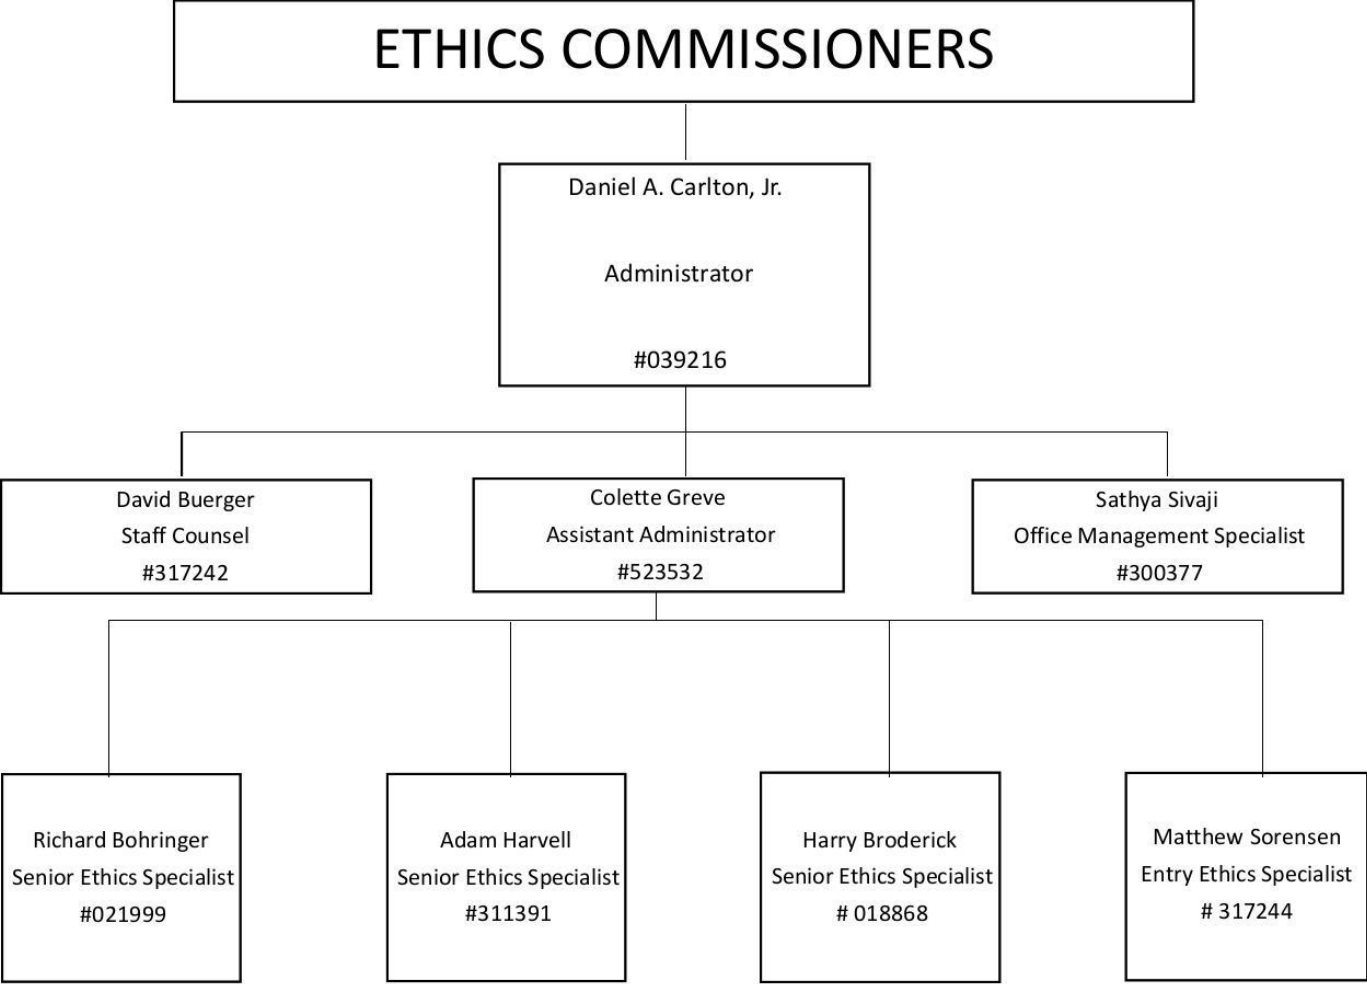 ETHICS COMMISSIONERS
Daniel A. Carlton, Jr.
Administrator
#039216
David Buerger
Staff Counsel
#317242
Colette Greve
Assistant Administrator
#523532
Sathya Sivaji
Office Management Specialist
#300377
Richard Bohringer
Senior Ethics Specialist
#021999
Adam Harvell
Senior Ethics Specialist
#311391
Harry Broderick
Senior Ethics Specialist
# 018868
Matthew Sorensen
Entry Ethics Specialist
# 317244